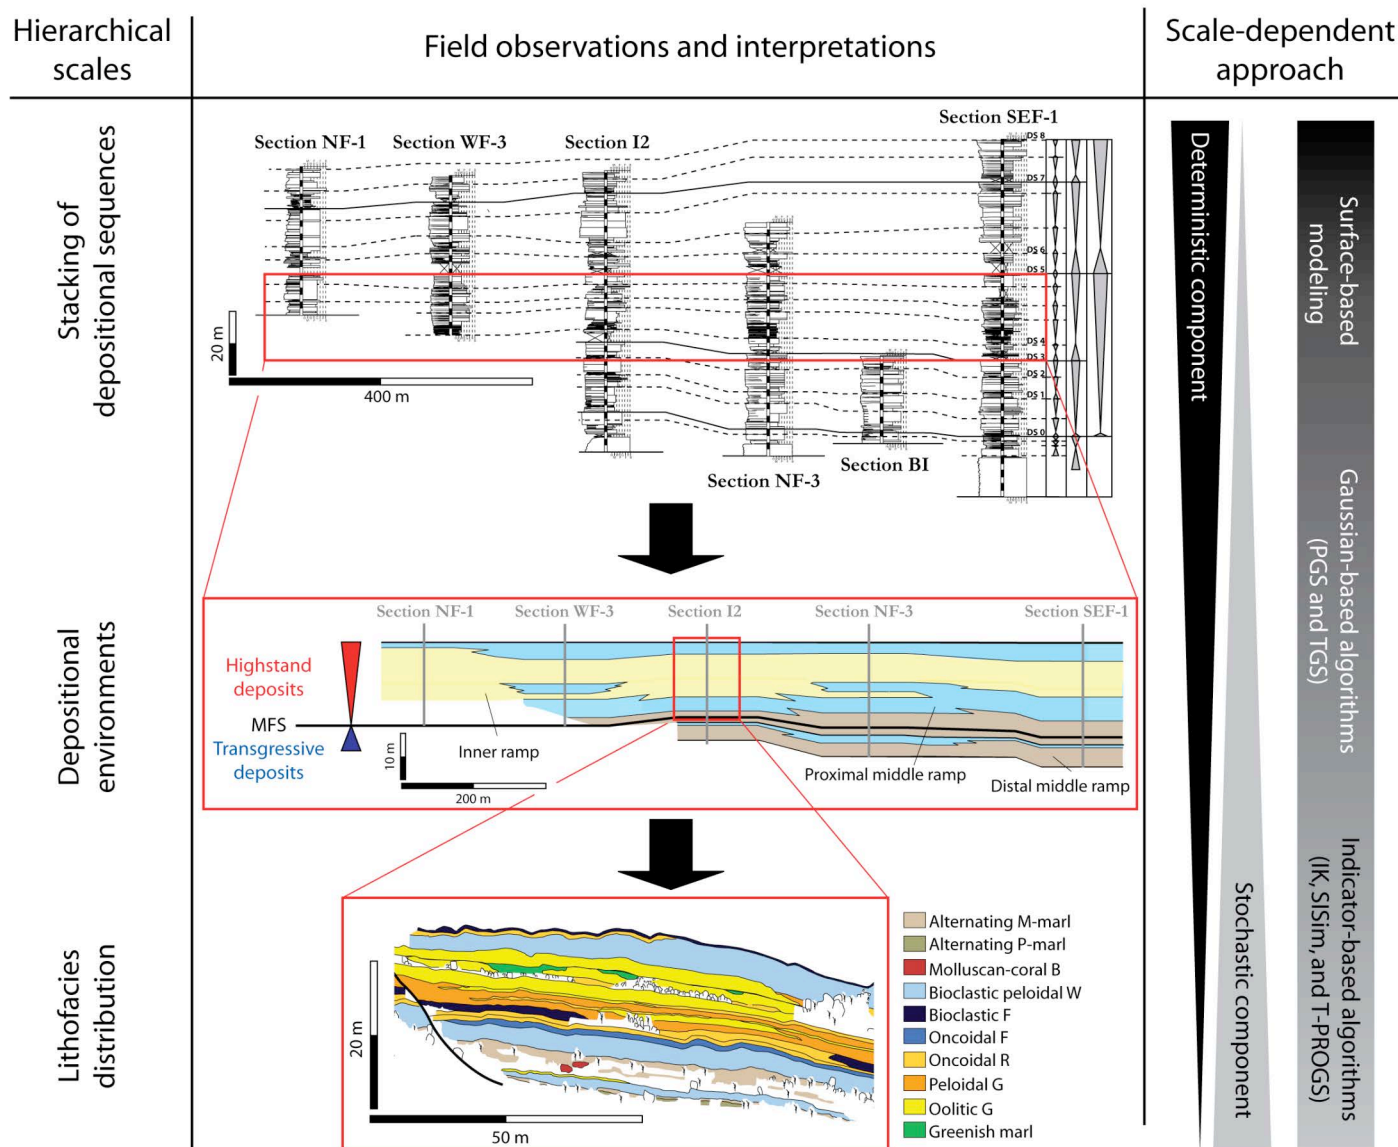 Hierarchical
scales
Field observations and interpretations
Scale-dependent
approach
Stacking of
depositional sequences
Section NF-1
Section WF-3
Section I2
Section SEF-1
DS 8
DS 7
DS 6
DS 5
DS 4
DS 3
DS 2
DS 1
DS 0
20 m
400 m
Section NF-3
Section BI
Deterministic component
Surface-based
modeling
Depositional
environments
Section NF-1
Section WF-3
Section I2
Section NF-3
Section SEF-1
Highstand
deposits
MFS
Transgressive
deposits
10 m
200 m
Inner ramp
Proximal middle ramp
Distal middle ramp
Gaussian-based algorithms
(PGS and TGS)
Lithofacies
distribution
20 m
50 m
Alternating M-marl
Alternating P-marl
Molluscan-coral B
Bioclastic peloidal W
Bioclastic F
Oncoidal F
Oncoidal R
Peloidal G
Oolitic G
Greenish marl
Stochastic component
Indicator-based algorithms
(IK, SISim, and T-PROGS)